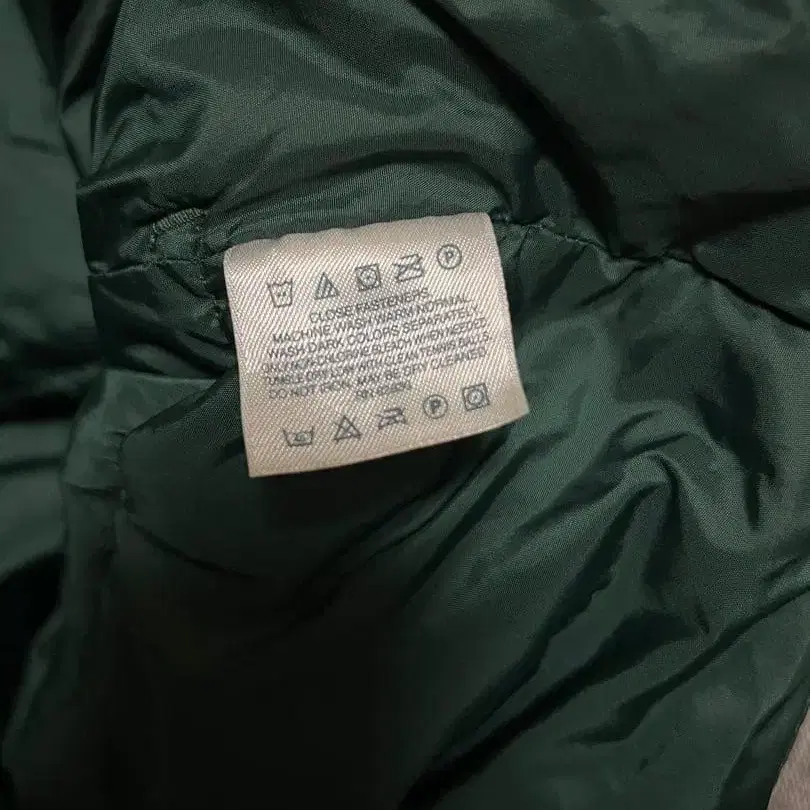 CLOSE FASTENERS.
MACHINE WASH WARM NORMAL
WASH DARK COLORS SEPARATELY.
ONLY NON-CHLORINE BLEACH WHEN NEEDED
TUMBLE DRY LOW WITH CLEAN TENNIS BALLS.
DO NOT IRON. MAY BE DRY CLEANED
RN
P
P